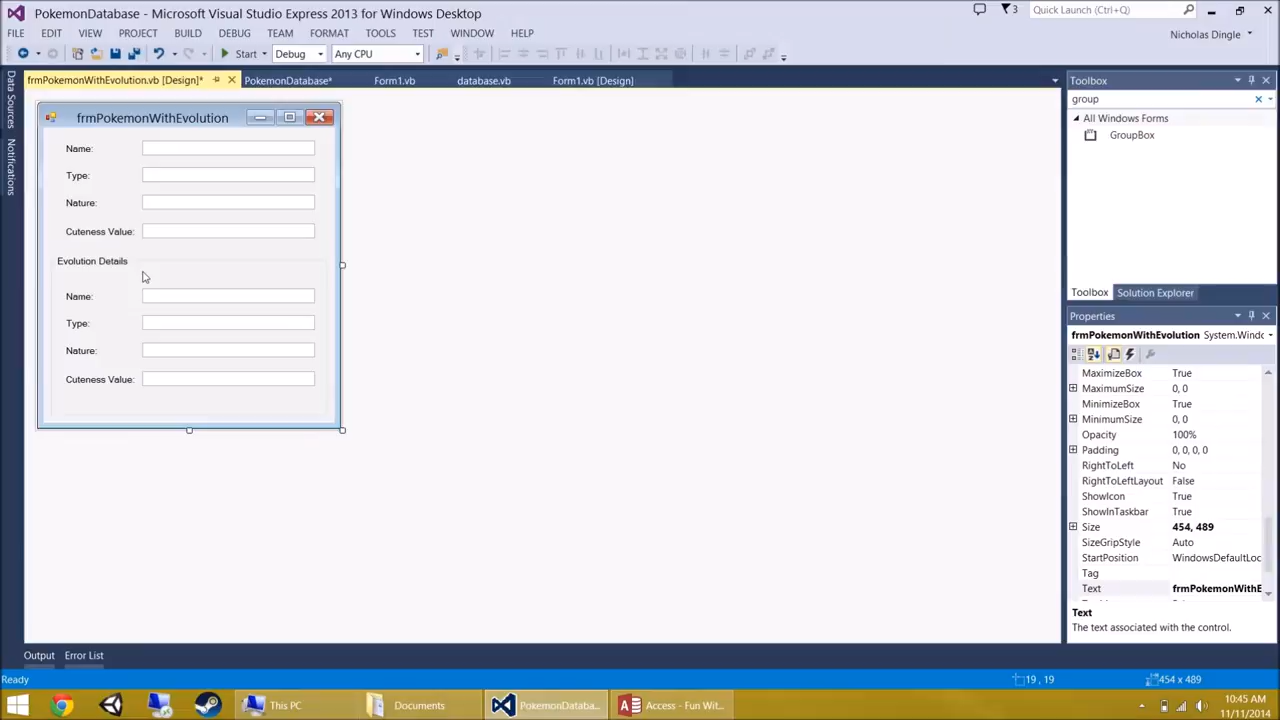 PokemonDatabase - Microsoft Visual Studio Express 2013 for Windows Desktop
3
Quick Launch (Ctrl+Q)
FILE EDIT VIEW PROJECT BUILD DEBUG TEAM FORMAT TOOLS TEST WINDOW HELP
Nicholas Dingle
Start Debug Any CPU
frmPokemonWithEvolution.vb [Design]* PokemonDatabase* Form1.vb database.vb Form1.vb [Design]
Data Sources
Notifications
Toolbox
group
All Windows Forms
GroupBox
frmPokemonWithEvolution
Name:
Type:
Nature:
Cuteness Value:
Evolution Details
Name:
Type:
Nature:
Cuteness Value:
Toolbox Solution Explorer
Properties
frmPokemonWithEvolution System.Windo
MaximizeBox True
MaximumSize 0, 0
MinimizeBox True
MinimumSize 0, 0
Opacity 100%
Padding 0, 0, 0, 0
RightToLeft No
RightToLeftLayout False
ShowIcon True
ShowInTaskbar True
Size 454, 489
SizeGripStyle Auto
StartPosition WindowsDefaultLoc
Tag
Text frmPokemonWithE
Text
The text associated with the control.
Output Error List
Ready 19 , 19 454 x 489
This PC Documents PokemonDataba... Access - Fun Wit...
10:45 AM
11/11/2014